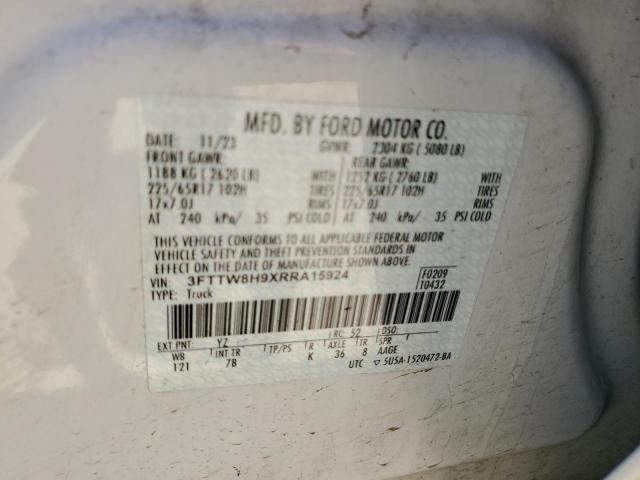 MFD. BY FORD MOTOR CO.
DATE: 11/23 GVWR: 2304 KG ( 5080 LB)
FRONT GAWR: REAR GAWR:
1188 KG ( 2620 LB) WITH 1252 KG ( 2760 LB) WITH
225/65R17 102H TIRES 225/65R17 102H TIRES
17x7.0J RIMS 17x7.0J RIMS
AT 240 kPa/ 35 PSI COLD AT 240 kPa/ 35 PSI COLD
THIS VEHICLE CONFORMS TO ALL APPLICABLE FEDERAL MOTOR
VEHICLE SAFETY AND THEFT PREVENTION STANDARDS IN
EFFECT ON THE DATE OF MANUFACTURE SHOWN ABOVE.
VIN: 3FTTW8H9XRRA15924 F0209
TYPE: Truck T0432
EXT PNT: YZ RC: 52 DSO:
WB INT TR TP/PS R AXLE TR SPR
121 7B K 36 8 AAGE
UTC 5U5A-1520472-BA